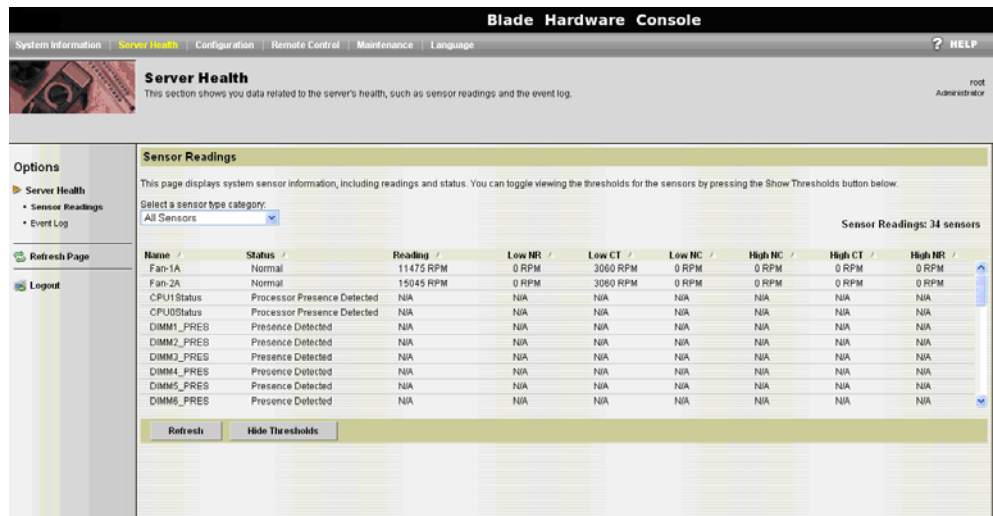 Blade Hardware Console
System Information | Server Health | Configuration | Remote Control | Maintenance | Language ? HELP
Server Health
This section shows you data related to the server's health, such as sensor readings and the event log.
root
Administrator
Options
Server Health
• Sensor Readings
• Event Log
Refresh Page
Logout
Sensor Readings
This page displays system sensor information, including readings and status. You can toggle viewing the thresholds for the sensors by pressing the Show Thresholds button below.
Select a sensor type category:
All Sensors
Sensor Readings: 34 sensors
Name / Status / Reading / Low NR / Low CT / Low NC / High NC / High CT / High NR /
Fan-1A Normal 11475 RPM 0 RPM 3060 RPM 0 RPM 0 RPM 0 RPM 0 RPM
Fan-2A Normal 15045 RPM 0 RPM 3060 RPM 0 RPM 0 RPM 0 RPM 0 RPM
CPU1Status Processor Presence Detected N/A N/A N/A N/A N/A N/A N/A
CPU0Status Processor Presence Detected N/A N/A N/A N/A N/A N/A N/A
DIMM1_PRES Presence Detected N/A N/A N/A N/A N/A N/A N/A
DIMM2_PRES Presence Detected N/A N/A N/A N/A N/A N/A N/A
DIMM3_PRES Presence Detected N/A N/A N/A N/A N/A N/A N/A
DIMM4_PRES Presence Detected N/A N/A N/A N/A N/A N/A N/A
DIMM5_PRES Presence Detected N/A N/A N/A N/A N/A N/A N/A
DIMM6_PRES Presence Detected N/A N/A N/A N/A N/A N/A N/A
Refresh Hide Thresholds